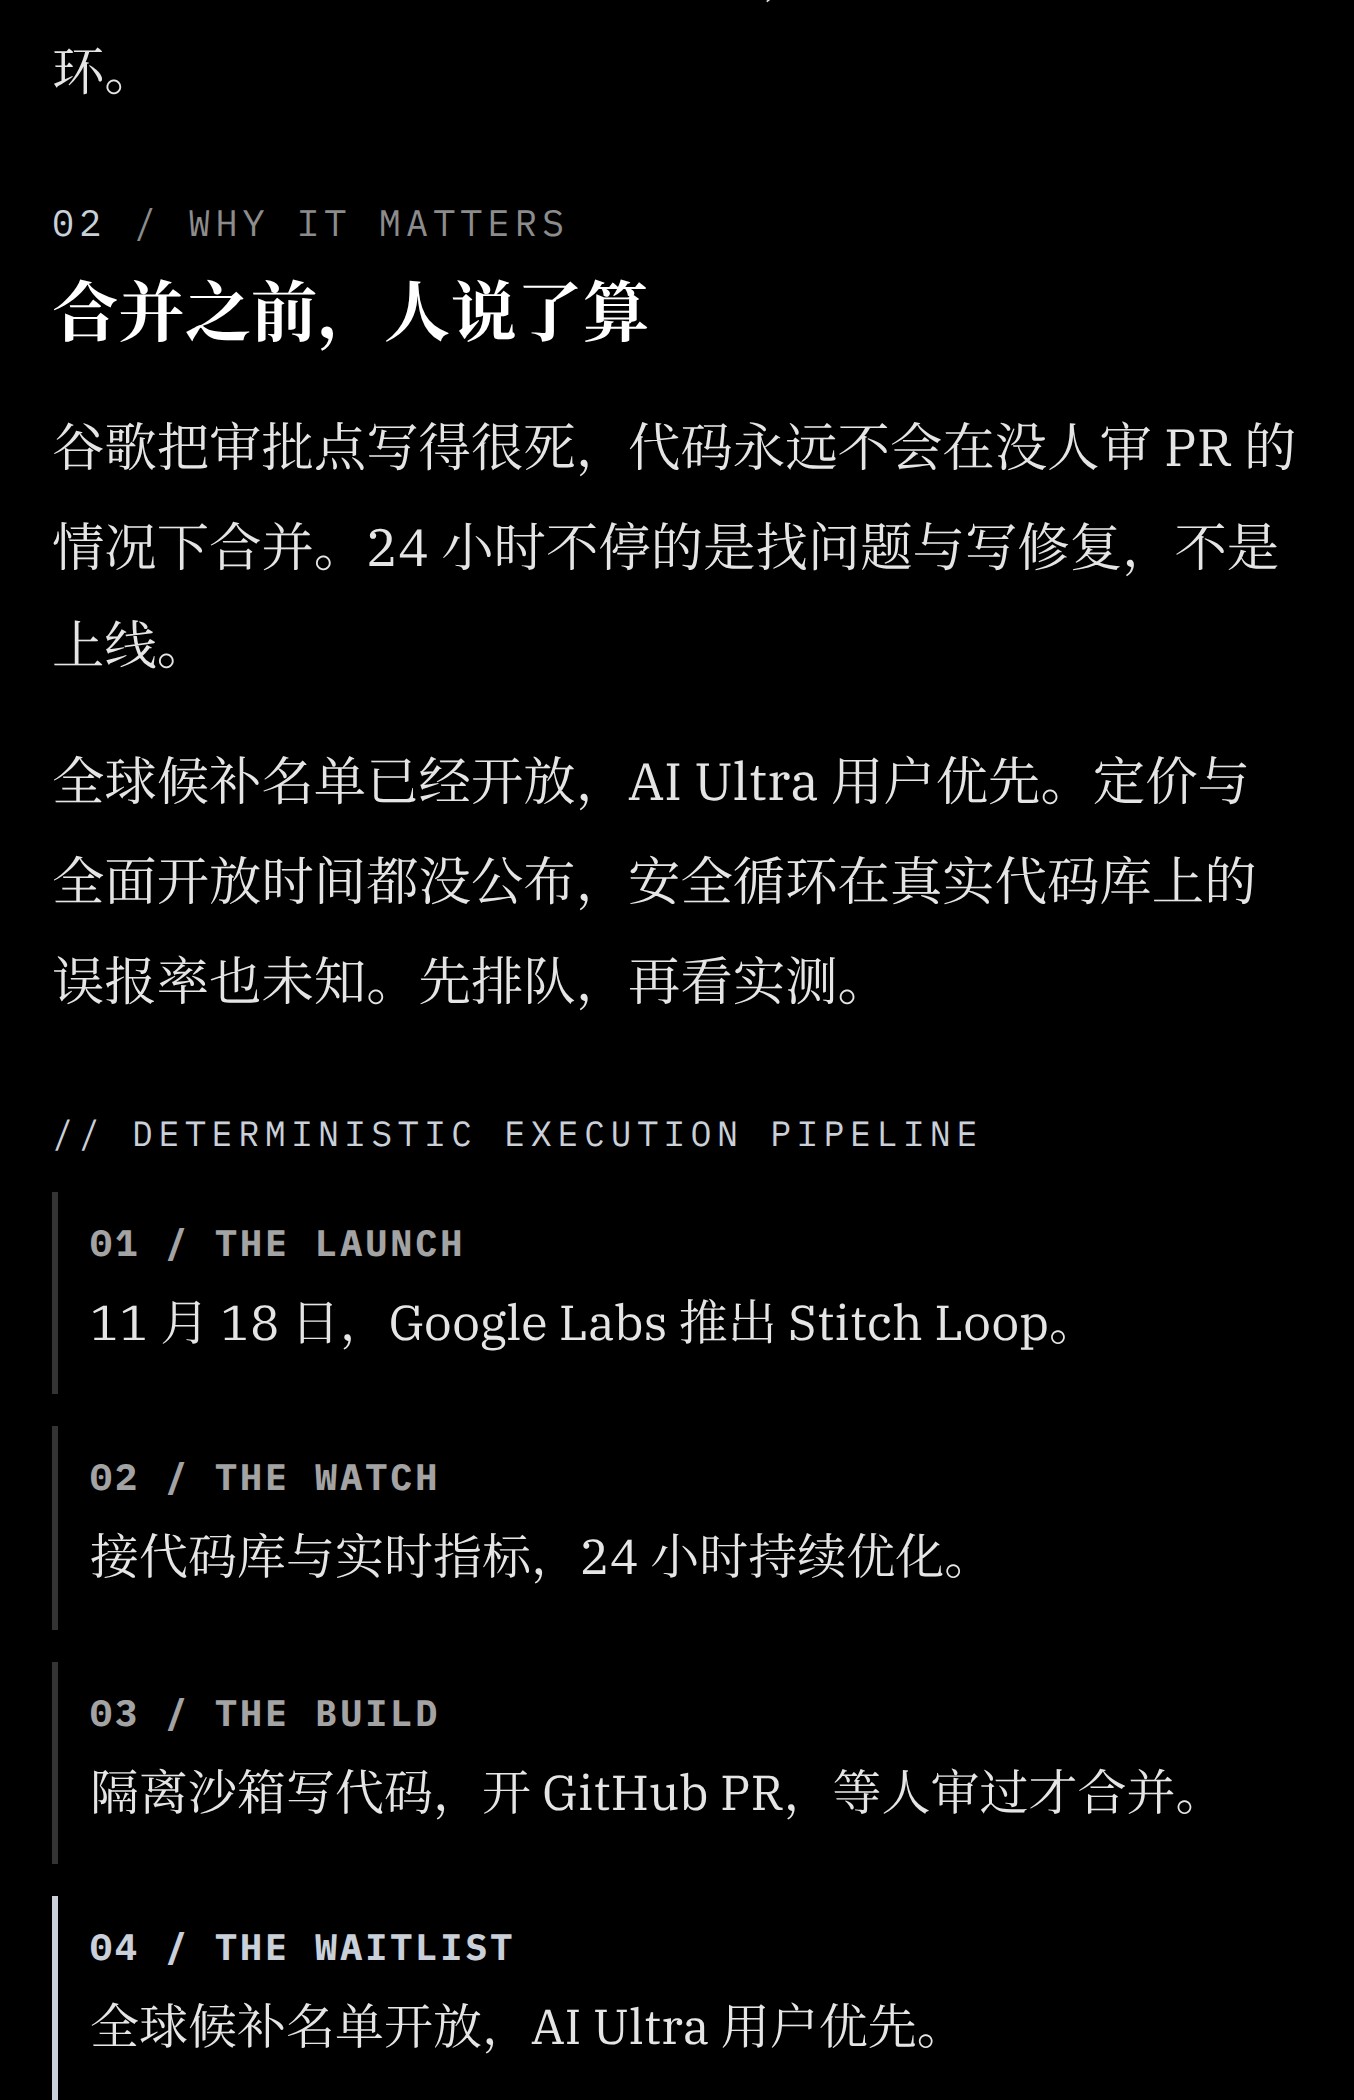 环。
02 / WHY IT MATTERS
合并之前，人说了算
谷歌把审批点写得很死，代码永远不会在没人审 PR 的
情况下合并。24 小时不停的是找问题与写修复，不是
上线。
全球候补名单已经开放，AI Ultra 用户优先。定价与
全面开放时间都没公布，安全循环在真实代码库上的
误报率也未知。先排队，再看实测。
// DETERMINISTIC EXECUTION PIPELINE
01 / THE LAUNCH
11 月 18 日，Google Labs 推出 Stitch Loop。
02 / THE WATCH
接代码库与实时指标，24 小时持续优化。
03 / THE BUILD
隔离沙箱写代码，开 GitHub PR，等人审过才合并。
04 / THE WAITLIST
全球候补名单开放，AI Ultra 用户优先。